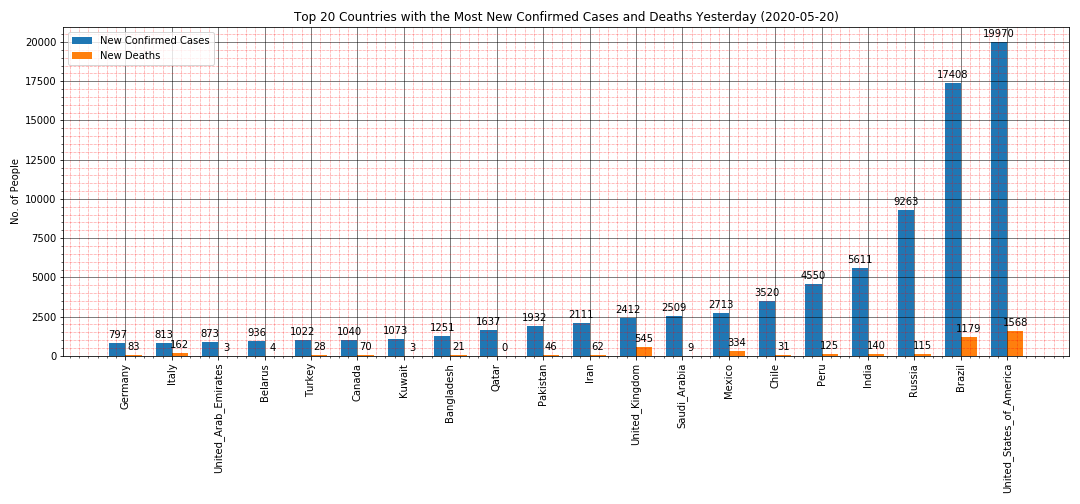 Top 20 Countries with the Most New Confirmed Cases and Deaths Yesterday (2020-05-20)
New Confirmed Cases
New Deaths
No. of People
20000
17500
15000
12500
10000
7500
5000
2500
0
797
83
813
162
873
3
936
4
1022
28
1040
70
1073
3
1251
21
1637
0
1932
46
2111
62
2412
545
2509
9
2713
334
3520
31
4550
125
5611
140
9263
115
17408
1179
19970
1568
Germany
Italy
United_Arab_Emirates
Belarus
Turkey
Canada
Kuwait
Bangladesh
Qatar
Pakistan
Iran
United_Kingdom
Saudi_Arabia
Mexico
Chile
Peru
India
Russia
Brazil
United_States_of_America